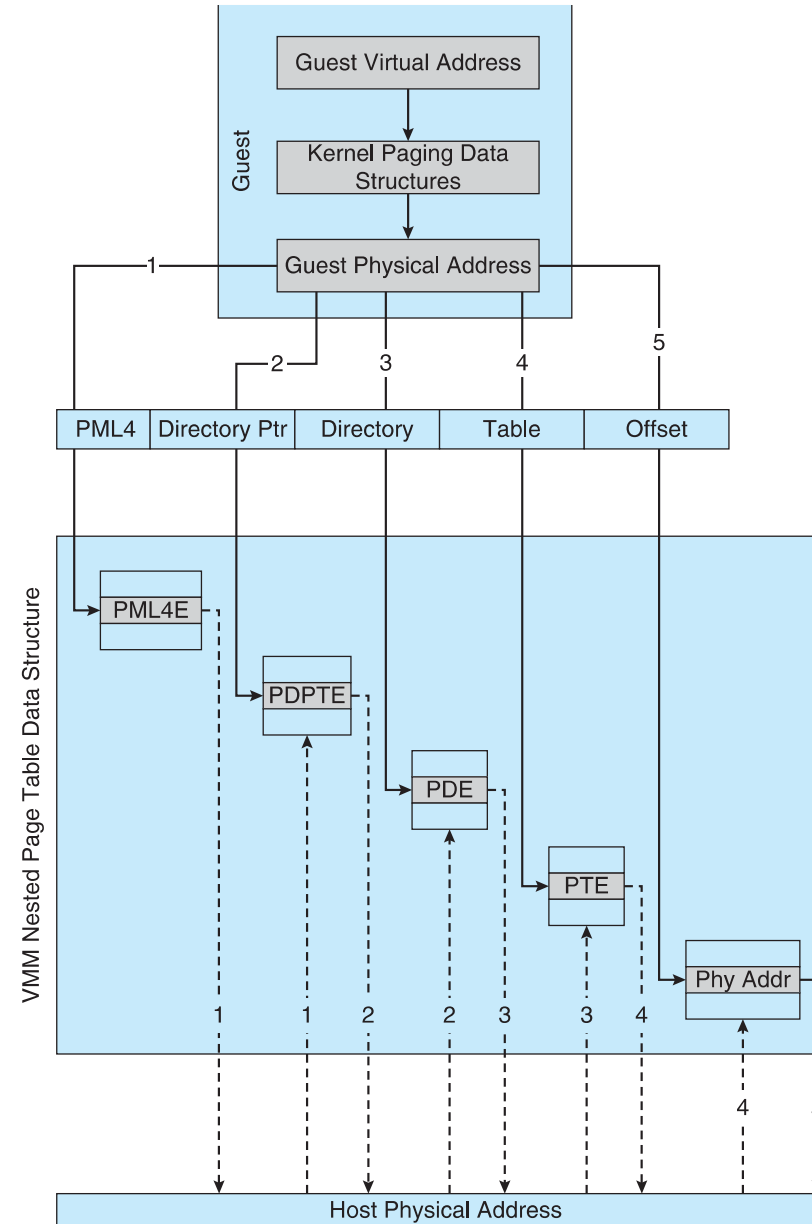 Guest Virtual Address
Guest
Kernel Paging Data
Structures
Guest Physical Address
1
2
3
4
5
PML4
Directory Ptr
Directory
Table
Offset
VMM Nested Page Table Data Structure
PML4E
PDPTE
PDE
PTE
Phy Addr
1
1
2
2
3
3
4
4
Host Physical Address